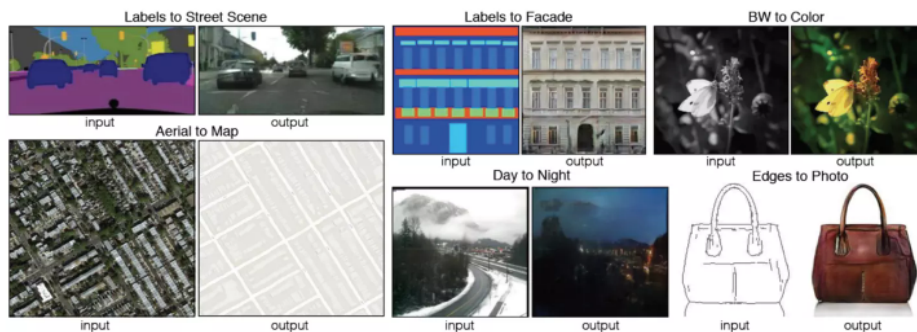 Labels to Street Scene
input
output
Aerial to Map
input
output
Labels to Facade
input
output
BW to Color
input
output
Day to Night
input
output
Edges to Photo
input
output